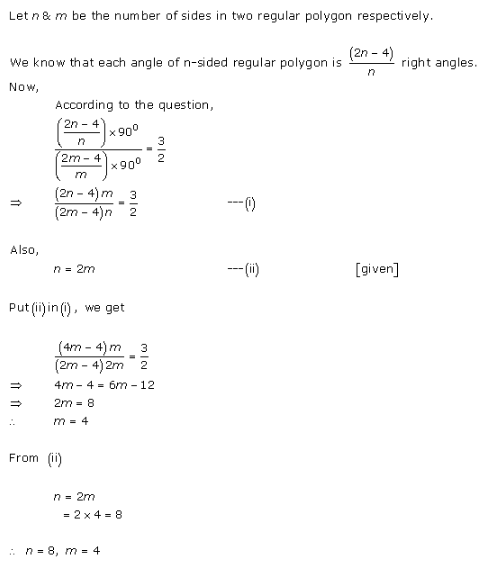 Let n & m be the number of sides in two regular polygon respectively.
We know that each angle of n-sided regular polygon is (2n − 4)/n right angles.
Now,
According to the question,
((2n − 4)/n) × 90⁰ / ((2m − 4)/m) × 90⁰ = 3/2
⇒ (2n − 4)m / (2m − 4)n = 3/2 ---(i)
Also,
n = 2m ---(ii) [given]
Put (ii) in (i), we get
(4m − 4)m / (2m − 4)2m = 3/2
⇒ 4m − 4 = 6m − 12
⇒ 2m = 8
∴ m = 4
From (ii)
n = 2m
= 2 × 4 = 8
∴ n = 8, m = 4